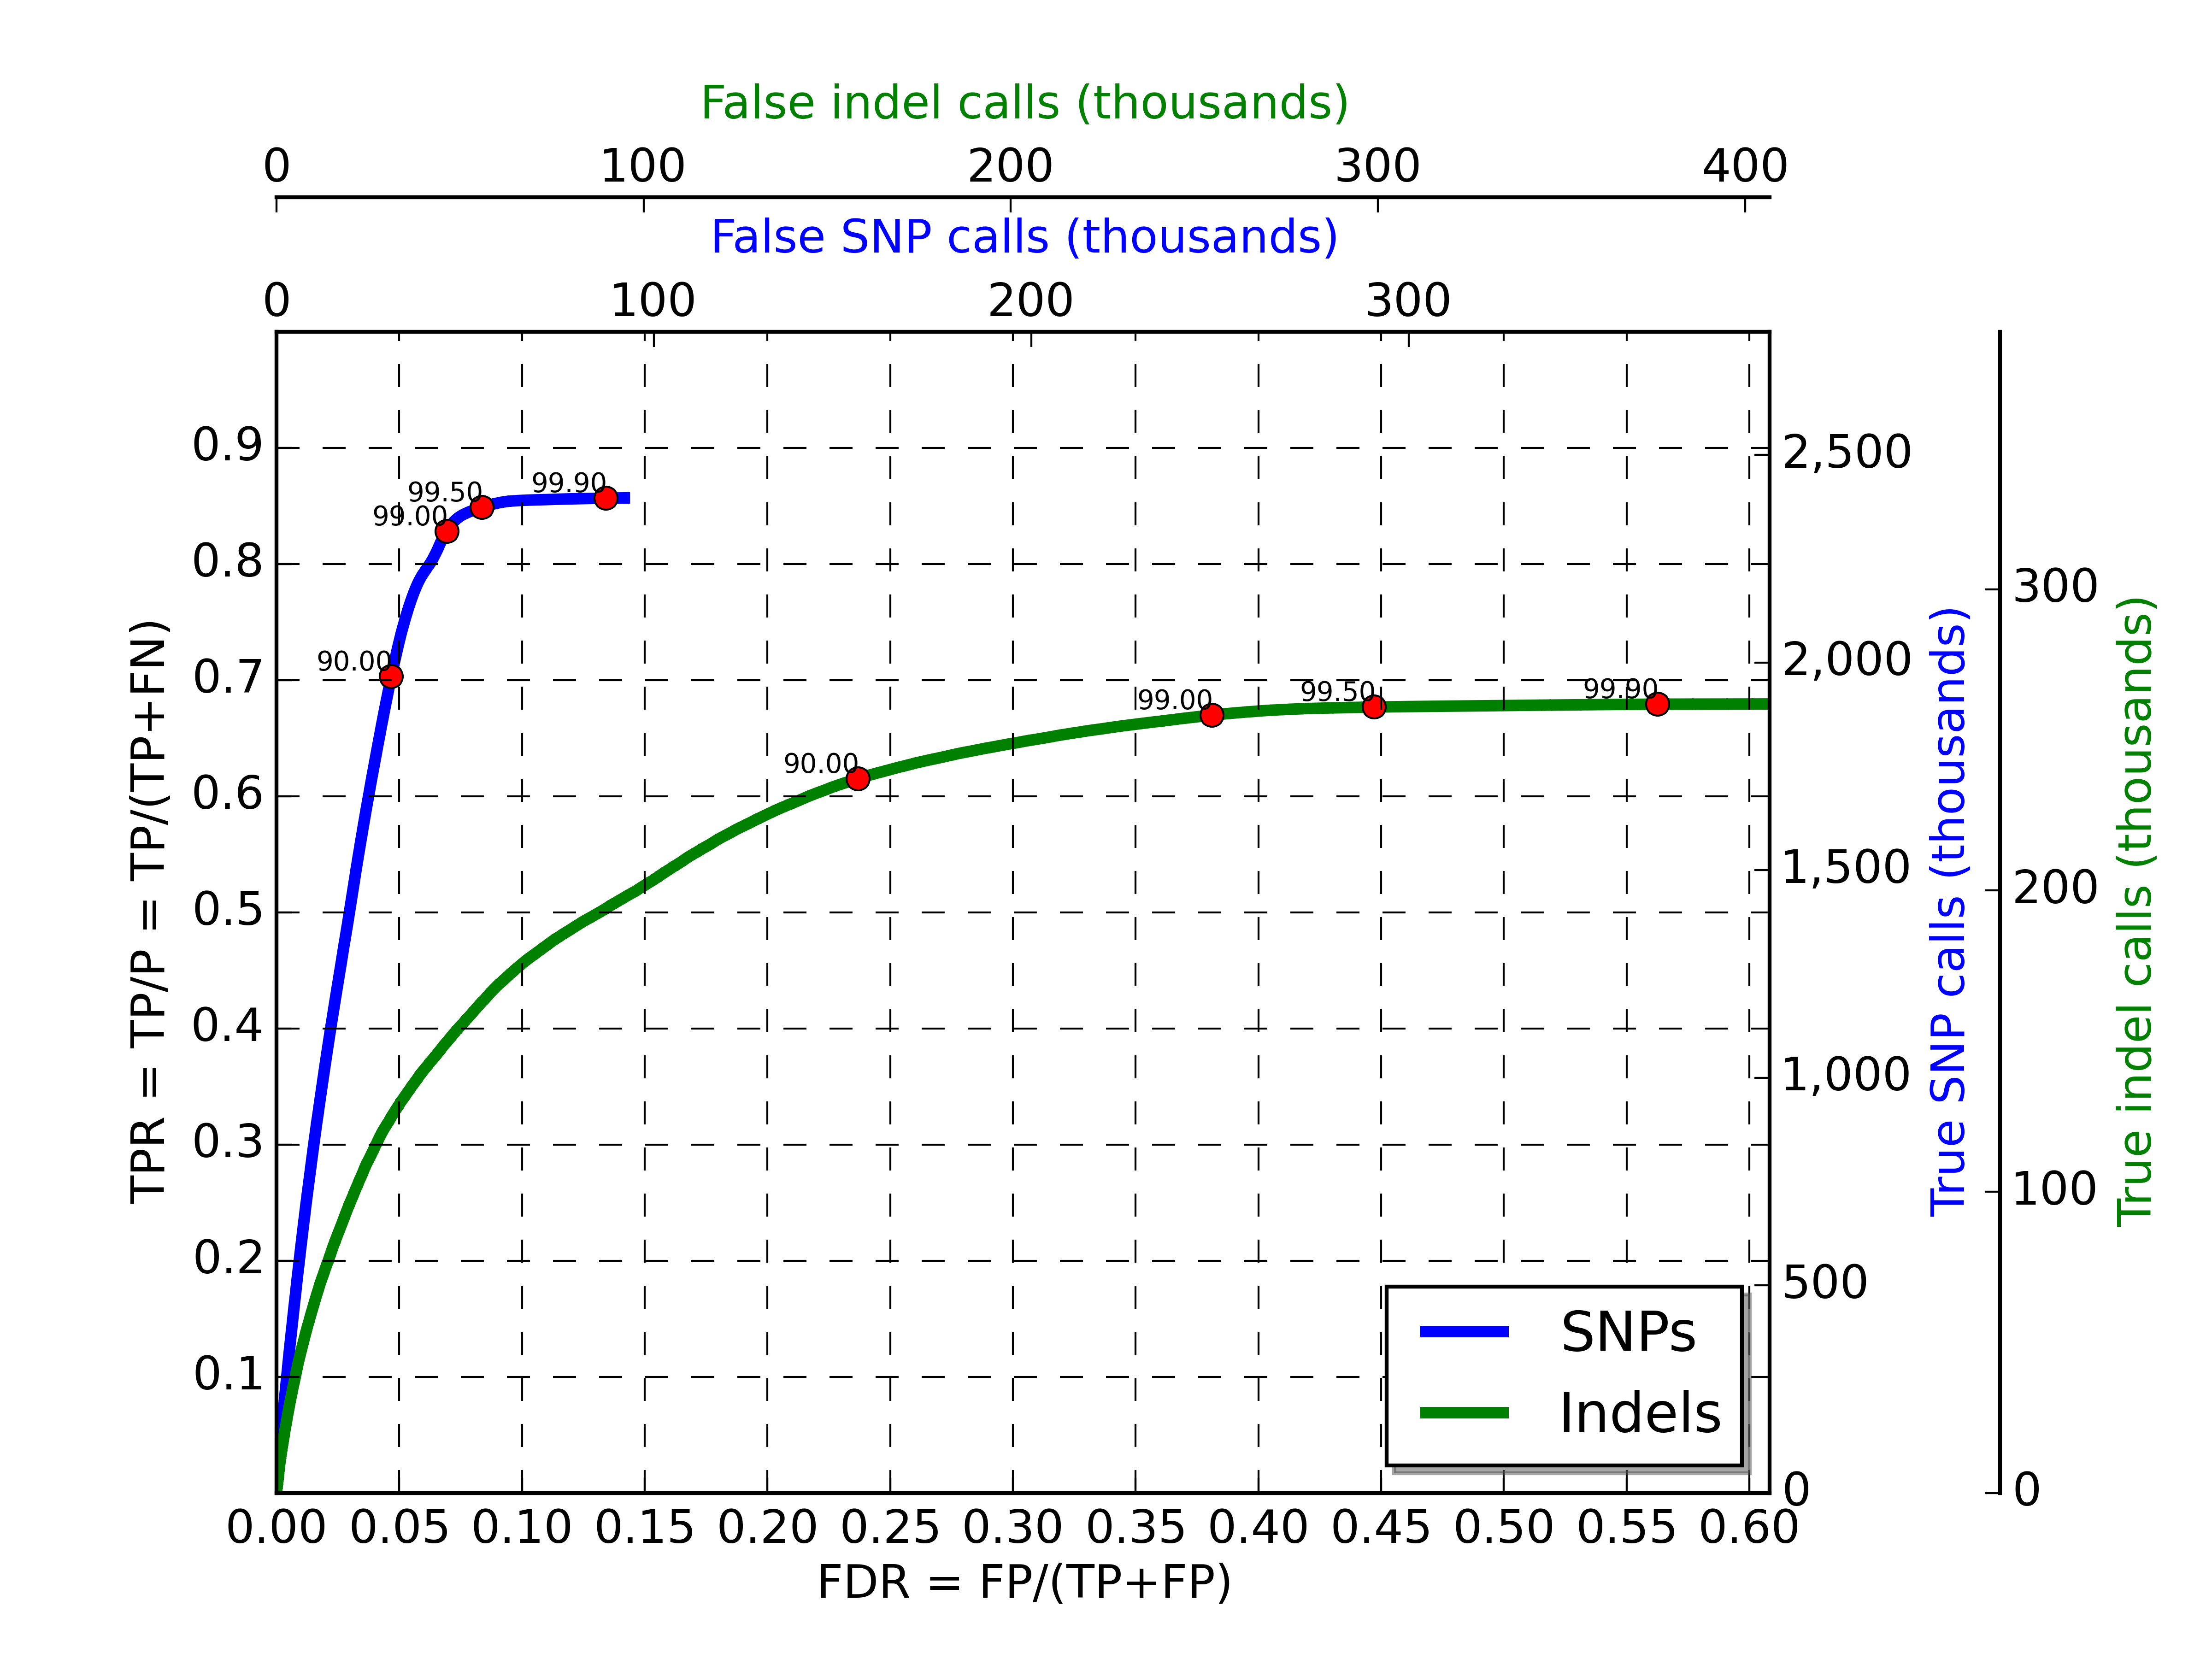 False indel calls (thousands)
0 100 200 300 400
False SNP calls (thousands)
0 100 200 300
TPR = TP/P = TP/(TP+FN)
0.9
0.8
0.7
0.6
0.5
0.4
0.3
0.2
0.1
99.50
99.90
99.00
90.00
99.00
99.50
99.90
90.00
2,500
2,000
1,500
1,000
500
0
True SNP calls (thousands)
300
200
100
0
True indel calls (thousands)
SNPs
Indels
0.00 0.05 0.10 0.15 0.20 0.25 0.30 0.35 0.40 0.45 0.50 0.55 0.60
FDR = FP/(TP+FP)